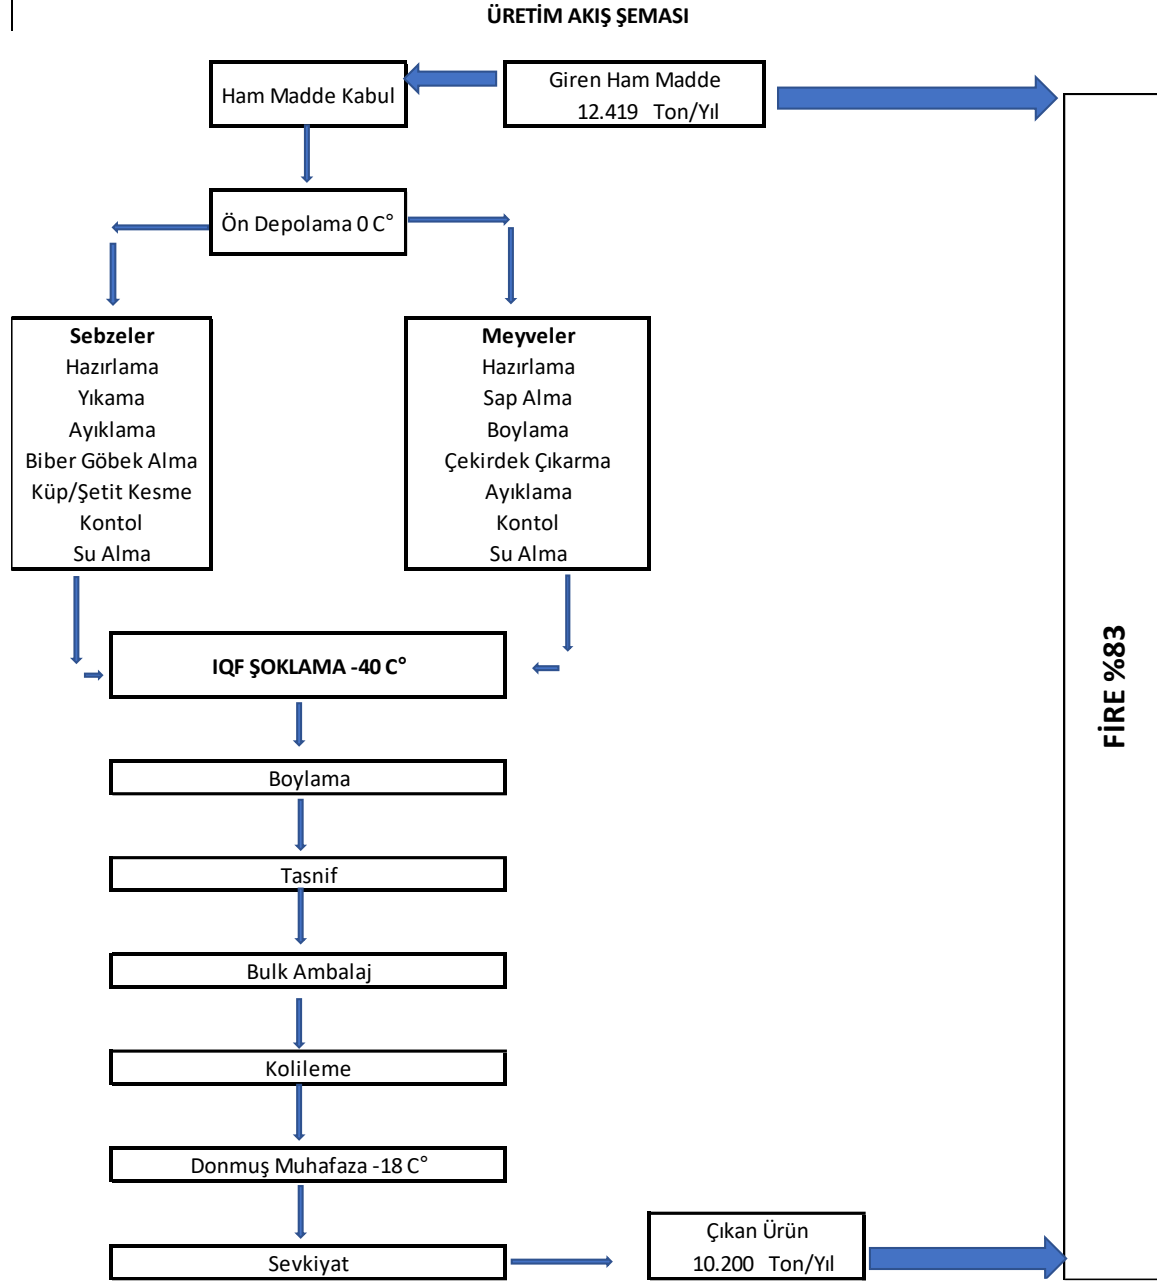 ÜRETİM AKIŞ ŞEMASI
Ham Madde Kabul
Giren Ham Madde
12.419 Ton/Yıl
Ön Depolama 0 C°
Sebzeler
Hazırlama
Yıkama
Ayıklama
Biber Göbek Alma
Küp/Şetit Kesme
Kontol
Su Alma
Meyveler
Hazırlama
Sap Alma
Boylama
Çekirdek Çıkarma
Ayıklama
Kontol
Su Alma
IQF ŞOKLAMA -40 C°
Boylama
Tasnif
Bulk Ambalaj
Kolileme
Donmuş Muhafaza -18 C°
Sevkiyat
Çıkan Ürün
10.200 Ton/Yıl
FİRE %83